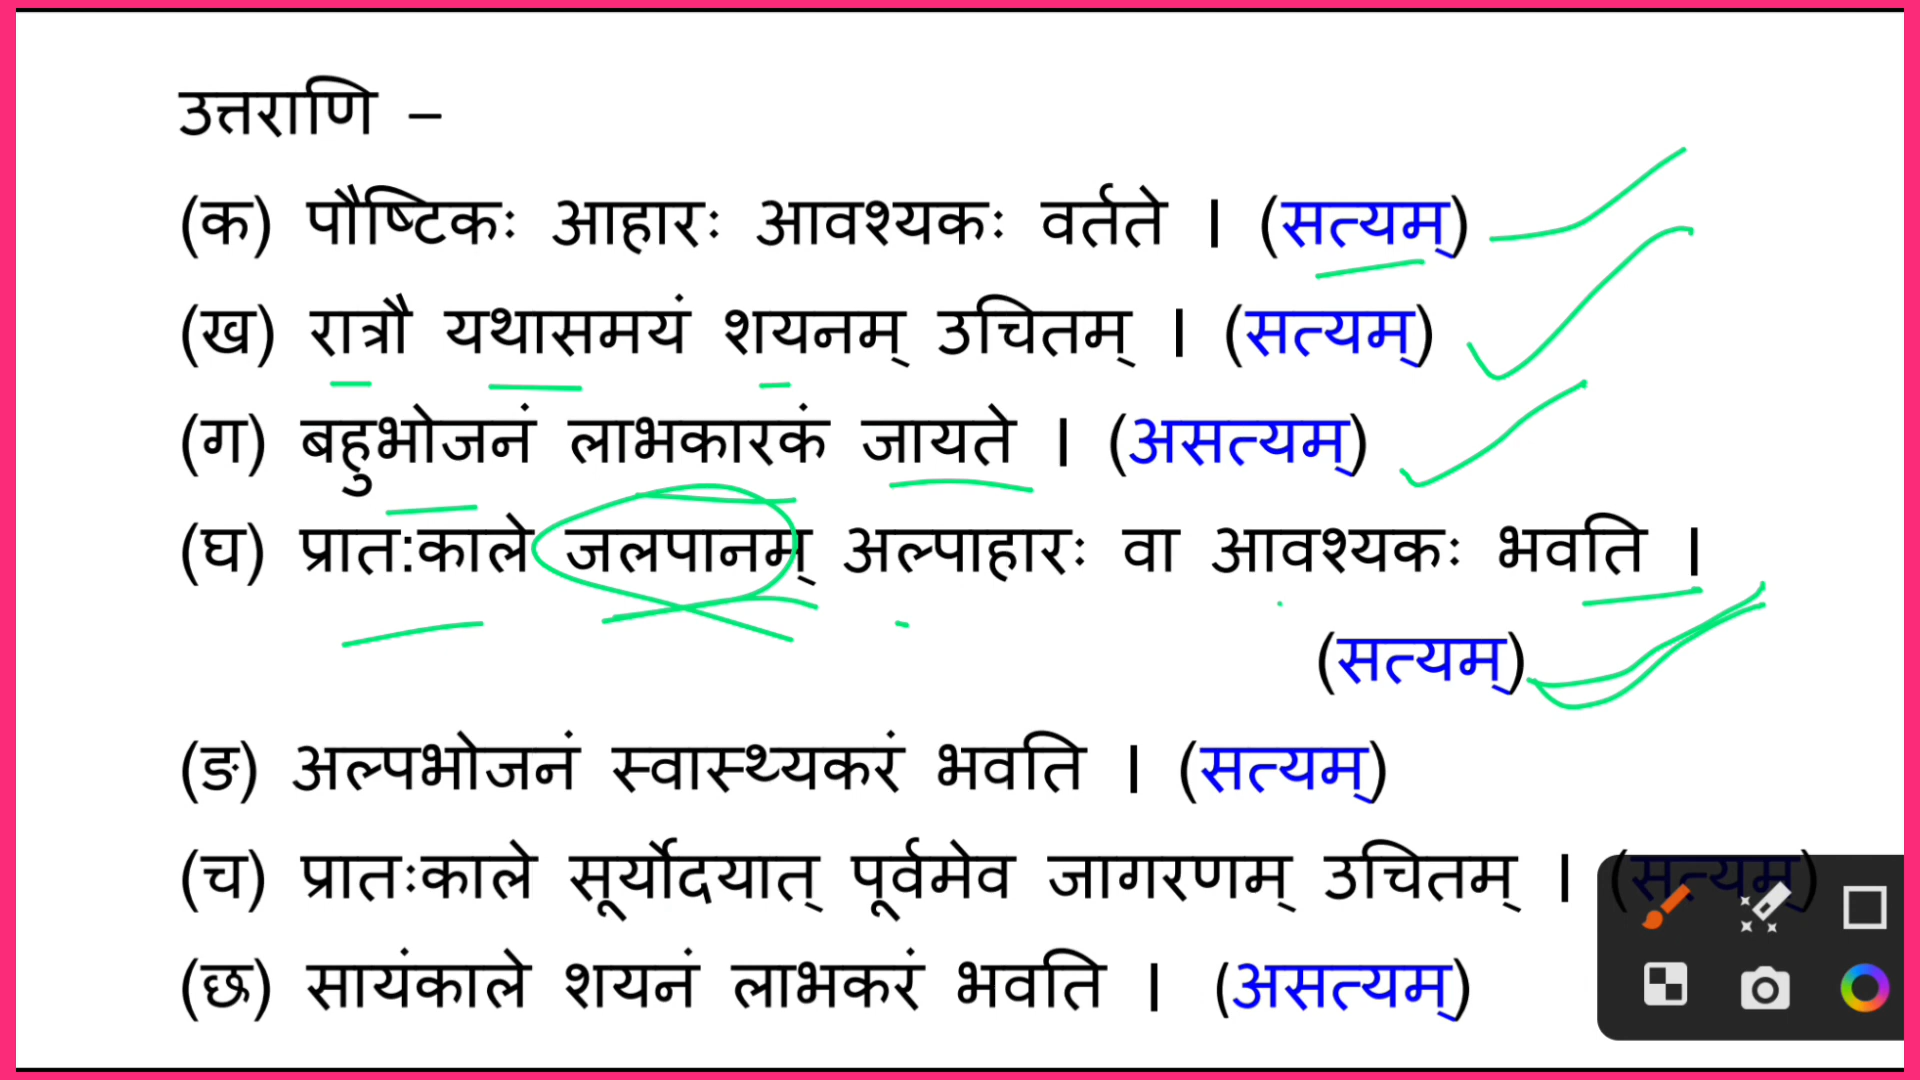 उत्तराणि –
(क) पौष्टिकः आहारः आवश्यकः वर्तते । (सत्यम्)
(ख) रात्रौ यथासमयं शयनम् उचितम् । (सत्यम्)
(ग) बहुभोजनं लाभकारकं जायते । (असत्यम्)
(घ) प्रात:काले जलपानम् अल्पाहारः वा आवश्यकः भवति ।
(सत्यम्)
(ङ) अल्पभोजनं स्वास्थ्यकरं भवति । (सत्यम्)
(च) प्रातःकाले सूर्योदयात् पूर्वमेव जागरणम् उचितम् । (सत्यम्)
(छ) सायंकाले शयनं लाभकरं भवति । (असत्यम्)